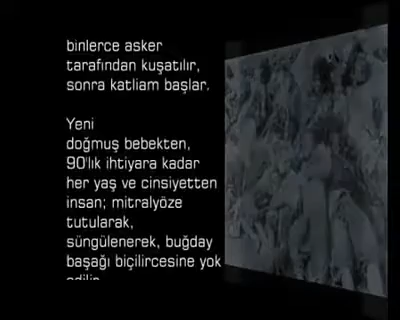 binlerce asker
tarafından kuşatılır,
sonra katliam başlar.
Yeni
doğmuş bebekten,
90'lık ihtiyara kadar
her yaş ve cinsiyetten
insan; mitralyöze
tutularak,
süngülenerek, buğday
başağı biçilircesine yok
edilir